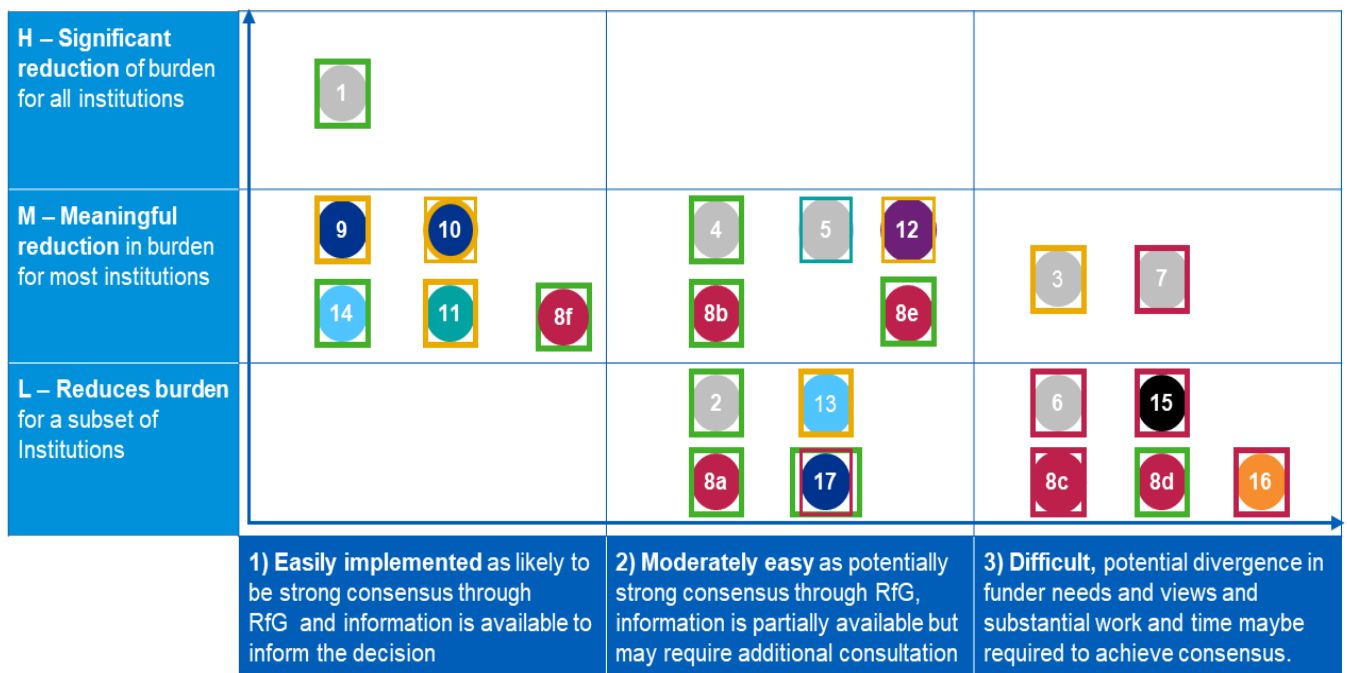 H – Significant
reduction of burden
for all institutions
1
M – Meaningful
reduction in burden
for most institutions
9
10
4
5
12
3
7
14
11
8f
8b
8e
L – Reduces burden
for a subset of
Institutions
2
13
6
15
8a
17
8c
8d
16
1) Easily implemented as likely to
be strong consensus through
RfG and information is available to
inform the decision
2) Moderately easy as potentially
strong consensus through RfG,
information is partially available but
may require additional consultation
3) Difficult, potential divergence in
funder needs and views and
substantial work and time maybe
required to achieve consensus.